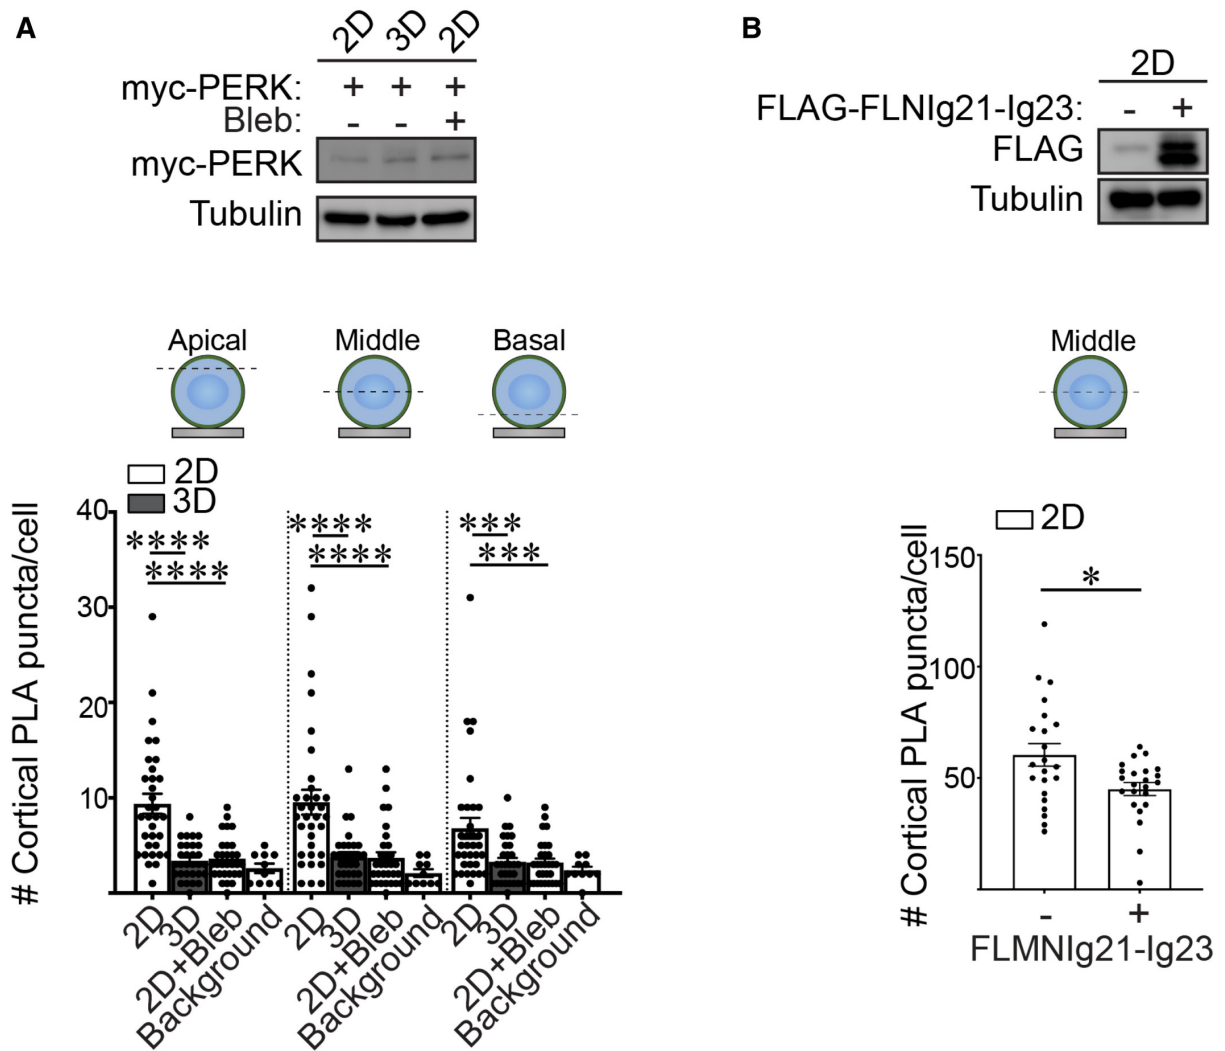 A
2D 3D 2D
myc-PERK: + + +
Bleb: - - +
myc-PERK
Tubulin
B
2D
FLAG-FLNIg21-Ig23: - +
FLAG
Tubulin
Apical Middle Basal
2D
3D
# Cortical PLA puncta/cell
40
30
20
10
**** **** ***
**** **** ***
2D 3D 2D+Bleb Background 2D 3D 2D+Bleb Background 2D 3D 2D+Bleb Background
Middle
2D
# Cortical PLA puncta/cell
150
100
50
*
- +
FLMNIg21-Ig23